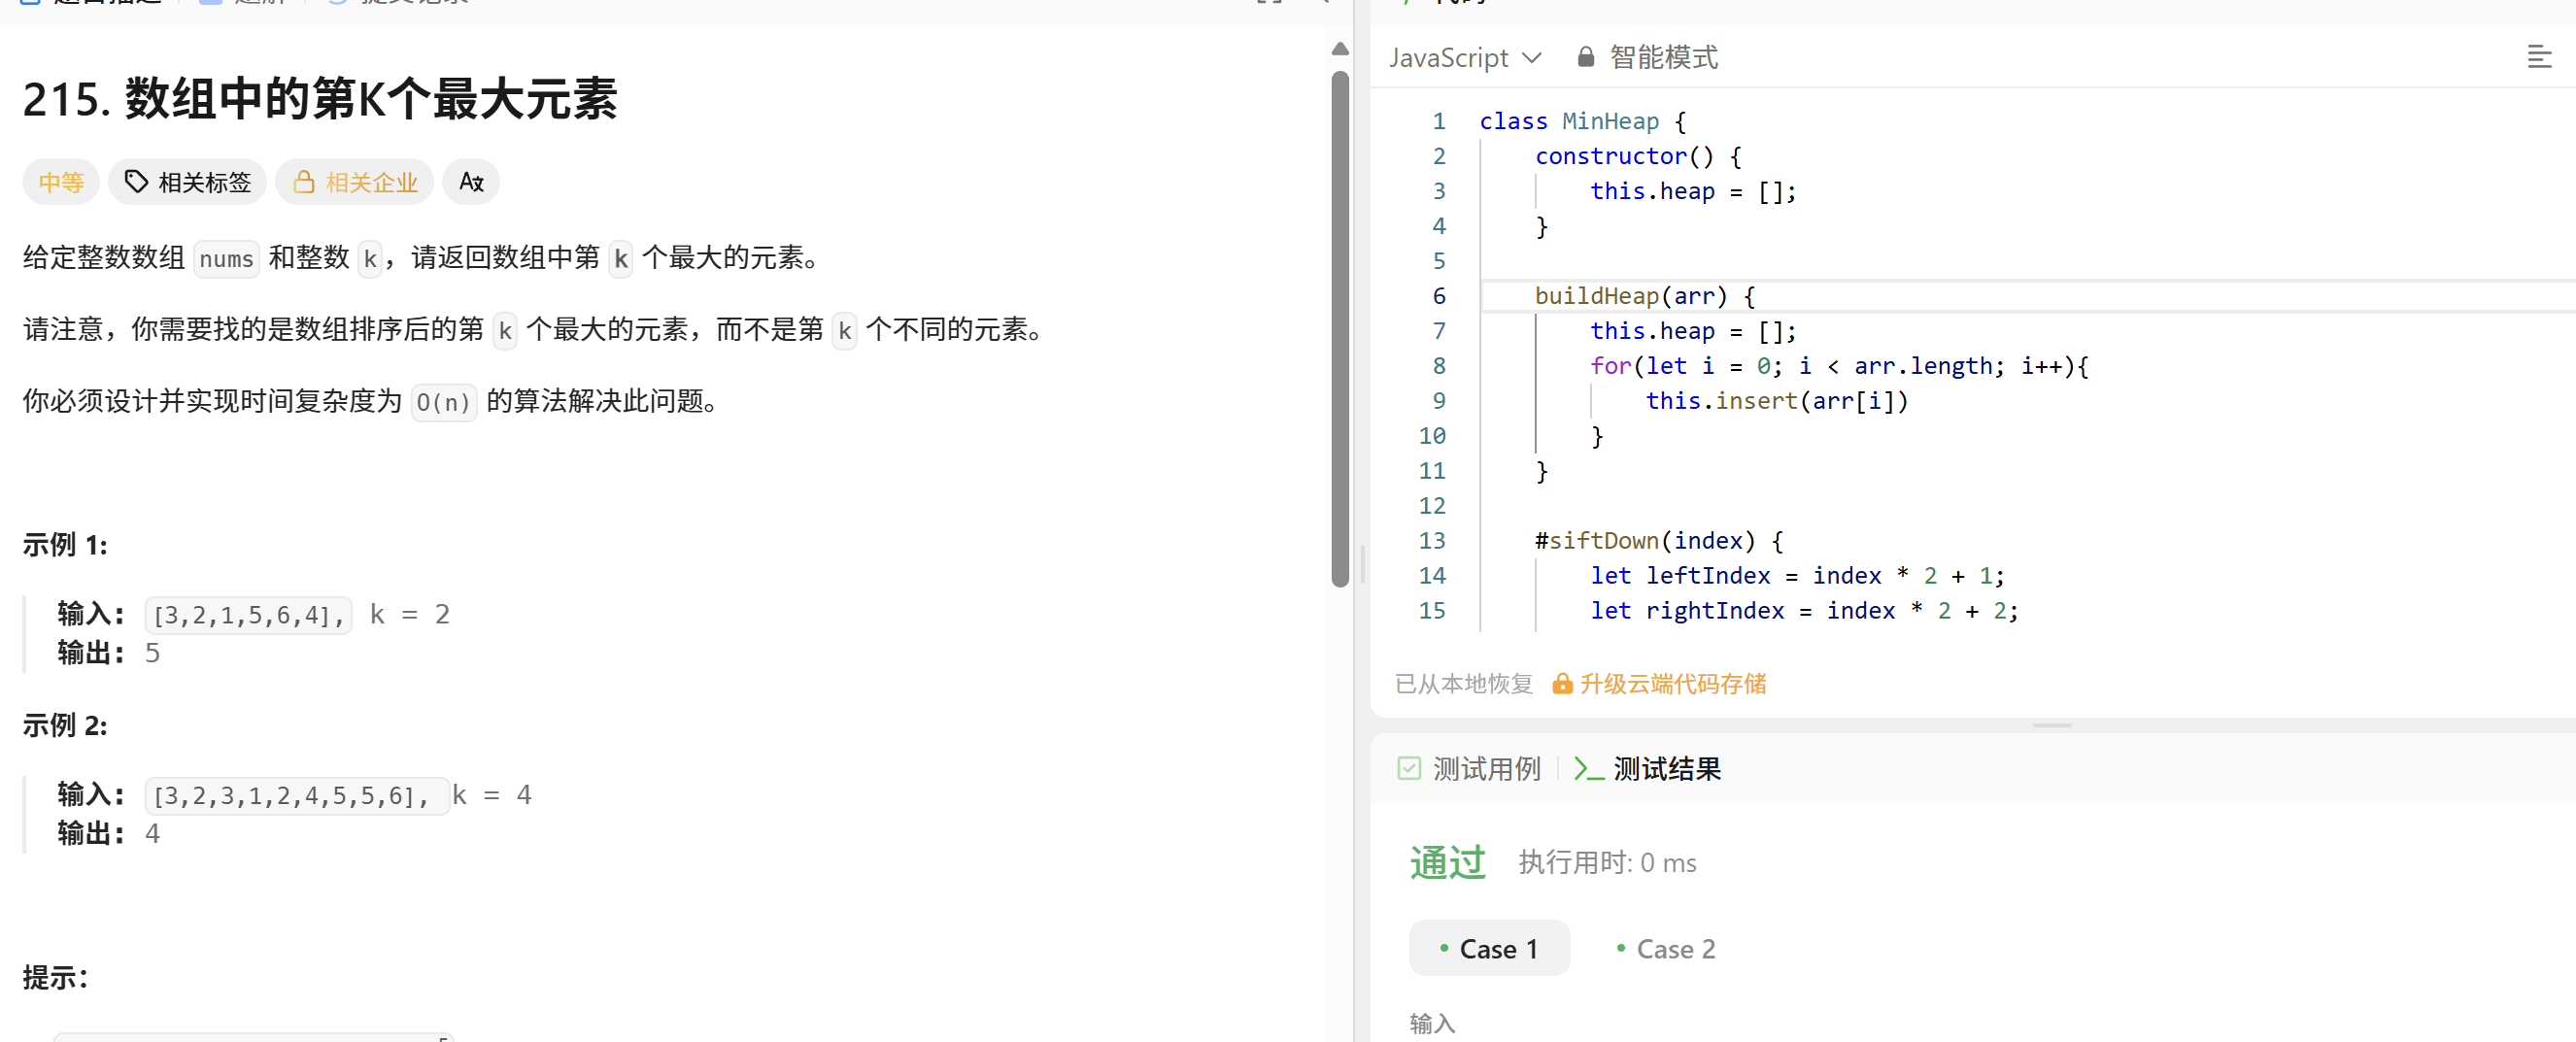 215. 数组中的第K个最大元素
中等 相关标签 相关企业
给定整数数组 nums 和整数 k，请返回数组中第 k 个最大的元素。
请注意，你需要找的是数组排序后的第 k 个最大的元素，而不是第 k 个不同的元素。
你必须设计并实现时间复杂度为 O(n) 的算法解决此问题。
示例 1:
输入: [3,2,1,5,6,4], k = 2
输出: 5
示例 2:
输入: [3,2,3,1,2,4,5,5,6], k = 4
输出: 4
提示:
JavaScript 智能模式
1 class MinHeap {
2 constructor() {
3 this.heap = [];
4 }
5
6 buildHeap(arr) {
7 this.heap = [];
8 for(let i = 0; i < arr.length; i++){
9 this.insert(arr[i])
10 }
11 }
12
13 #siftDown(index) {
14 let leftIndex = index * 2 + 1;
15 let rightIndex = index * 2 + 2;
已从本地恢复 升级云端代码存储
测试用例 测试结果
通过 执行用时: 0 ms
Case 1 Case 2
输入